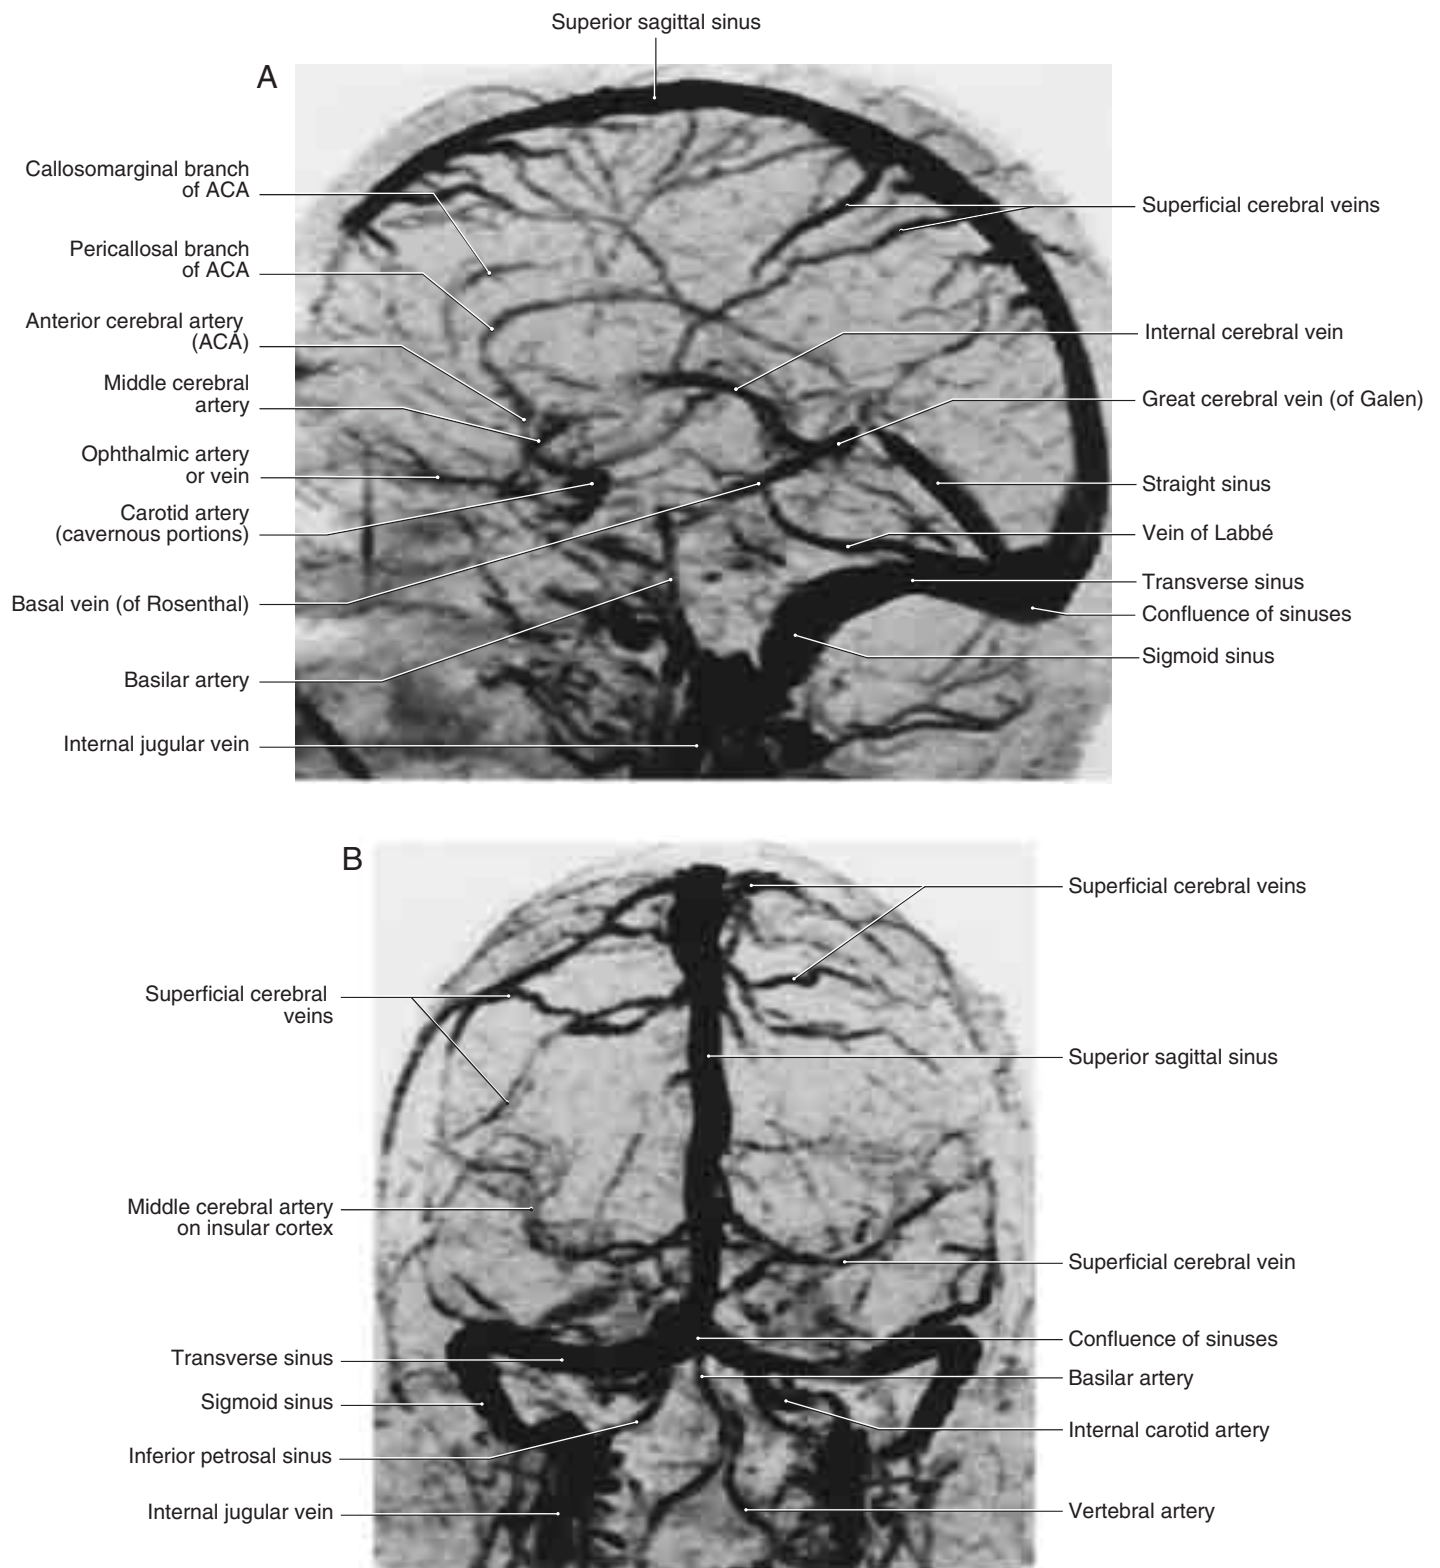 Superior sagittal sinus
A
Callosomarginal branch
of ACA
Pericallosal branch
of ACA
Anterior cerebral artery
(ACA)
Middle cerebral
artery
Ophthalmic artery
or vein
Carotid artery
(cavernous portions)
Basal vein (of Rosenthal)
Basilar artery
Internal jugular vein
Superficial cerebral veins
Internal cerebral vein
Great cerebral vein (of Galen)
Straight sinus
Vein of Labbé
Transverse sinus
Confluence of sinuses
Sigmoid sinus
B
Superficial cerebral
veins
Middle cerebral artery
on insular cortex
Transverse sinus
Sigmoid sinus
Inferior petrosal sinus
Internal jugular vein
Superficial cerebral veins
Superior sagittal sinus
Superficial cerebral vein
Confluence of sinuses
Basilar artery
Internal carotid artery
Vertebral artery